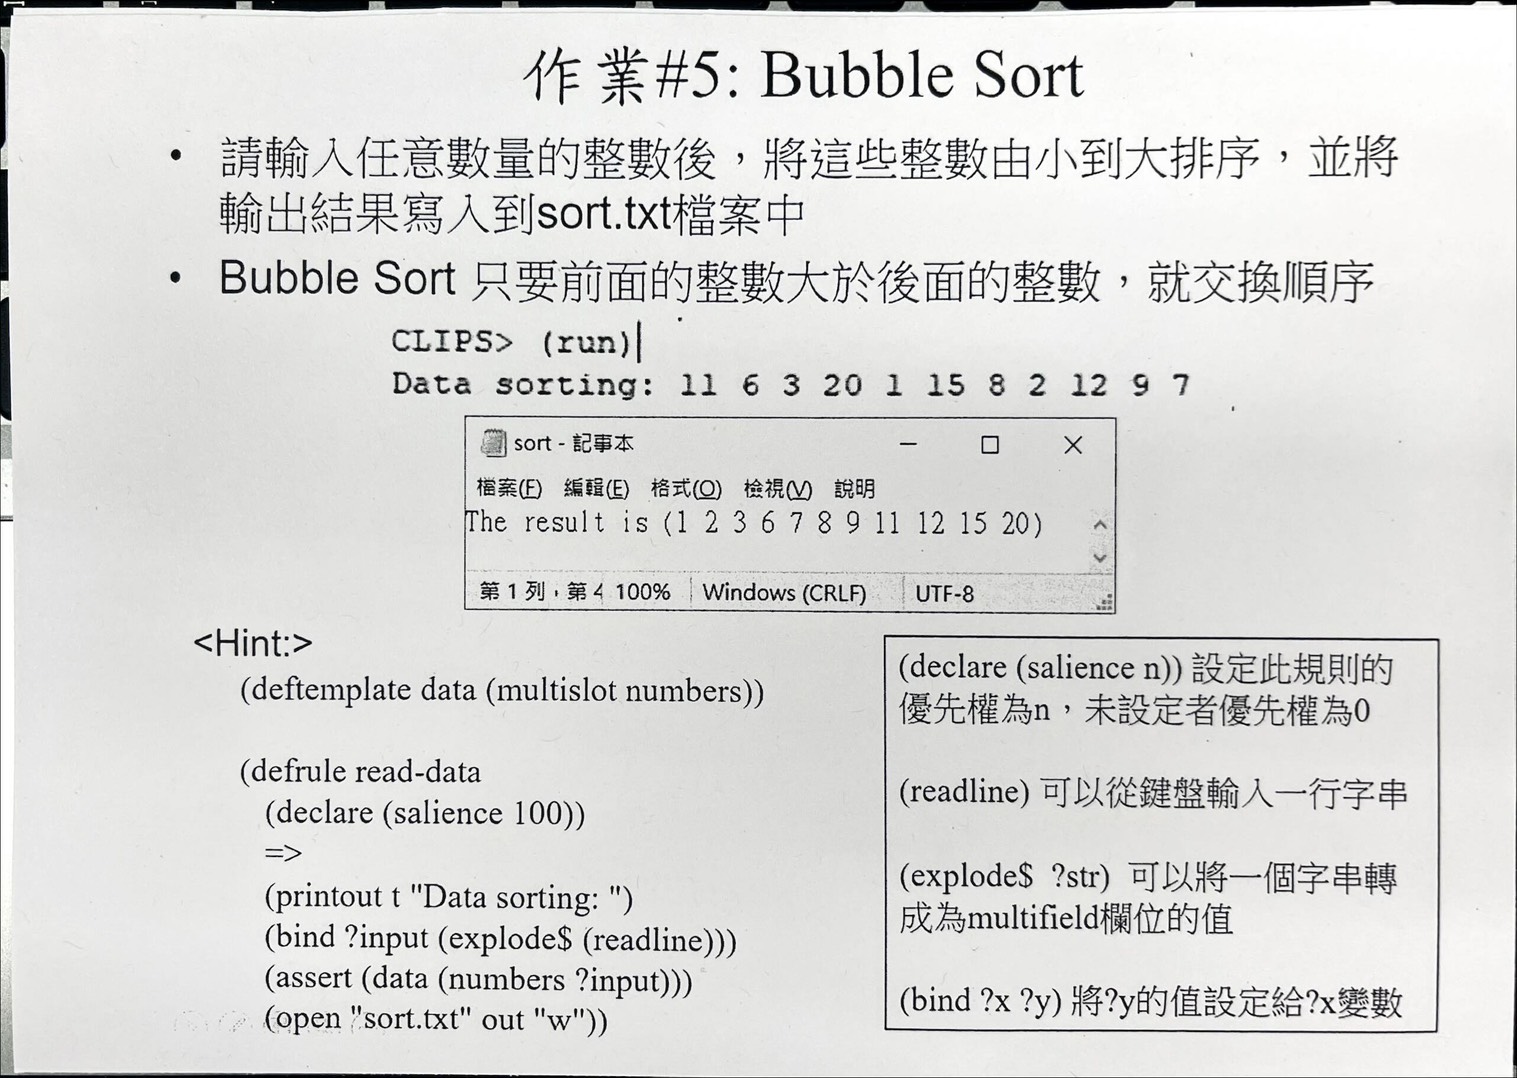 作業#5: Bubble Sort
• 請輸入任意數量的整數後，將這些整數由小到大排序，並將
輸出結果寫入到sort.txt檔案中
• Bubble Sort 只要前面的整數大於後面的整數，就交換順序
CLIPS> (run)
Data sorting: 11 6 3 20 1 15 8 2 12 9 7
sort - 記事本
檔案(F) 編輯(E) 格式(O) 檢視(V) 說明
The result is (1 2 3 6 7 8 9 11 12 15 20)
第 1 列，第 4 100% Windows (CRLF) UTF-8
<Hint:>
(deftemplate data (multislot numbers))
(defrule read-data
(declare (salience 100))
=>
(printout t "Data sorting: ")
(bind ?input (explode$ (readline)))
(assert (data (numbers ?input)))
(open "sort.txt" out "w"))
(declare (salience n)) 設定此規則的
優先權為n，未設定者優先權為0
(readline) 可以從鍵盤輸入一行字串
(explode$ ?str) 可以將一個字串轉
成為multifield欄位的值
(bind ?x ?y) 將?y的值設定給?x變數